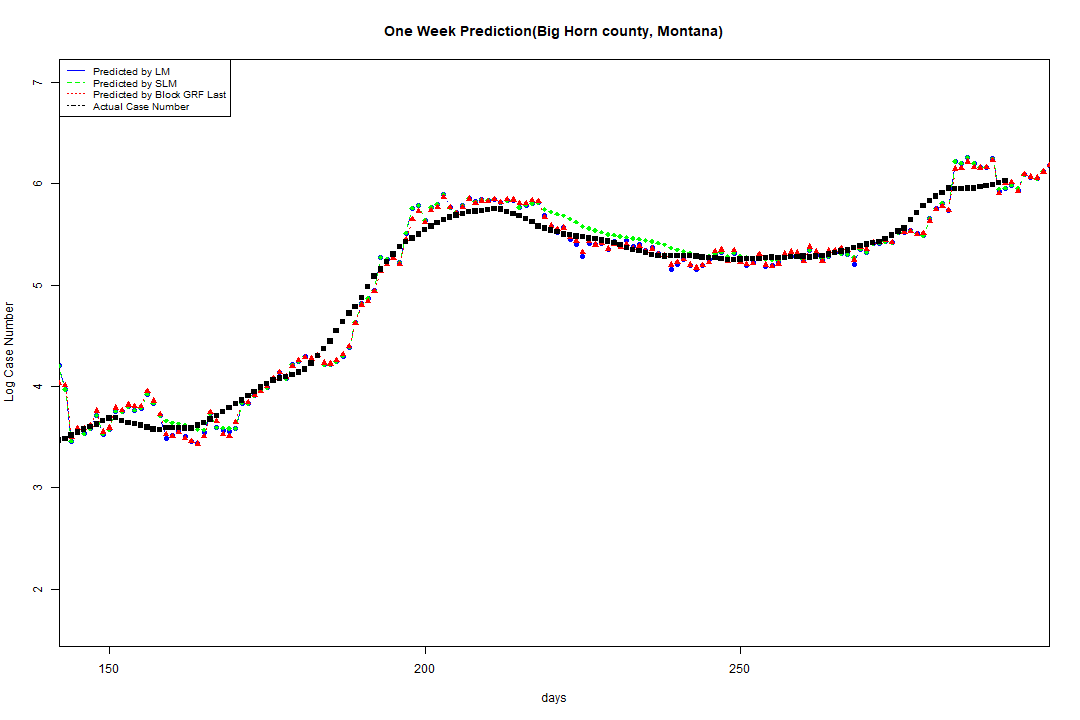 One Week Prediction(Big Horn county, Montana)
Predicted by LM
Predicted by SLM
Predicted by Block GRF Last
Actual Case Number
7
6
5
4
3
2
Log Case Number
150 200 250
days